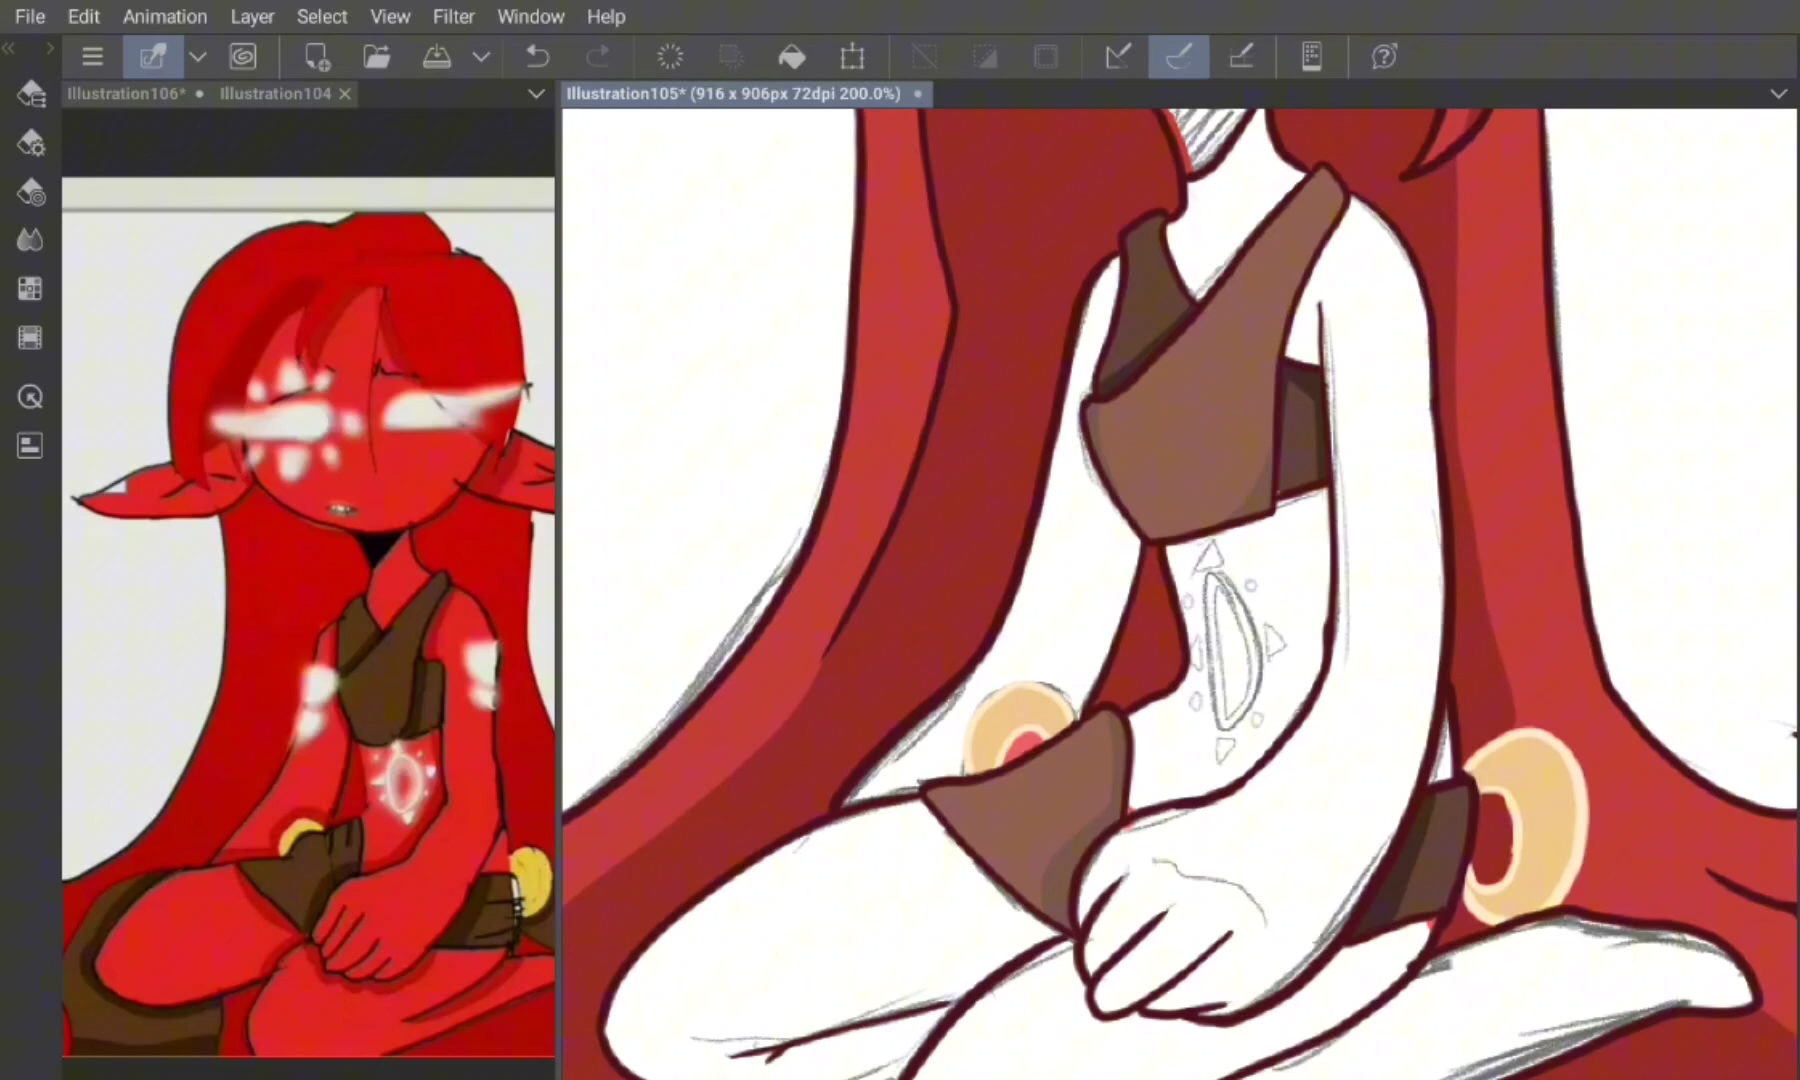 File Edit Animation Layer Select View Filter Window Help
Illustration106* Illustration104 Illustration105* (916 x 906px 72dpi 200.0%)